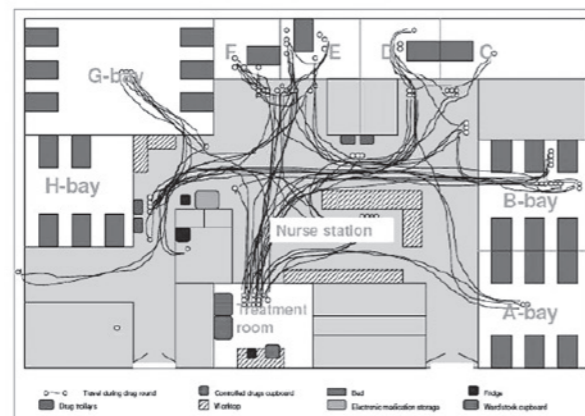 F
E
D
C
G-bay
H-bay
B-bay
Nurse station
A-bay
Treatment
room
Travel during drug round
Controlled drugs cupboard
Bed
Fridge
Drug trolleys
Worktop
Electronic medication storage
Wardstock cupboard